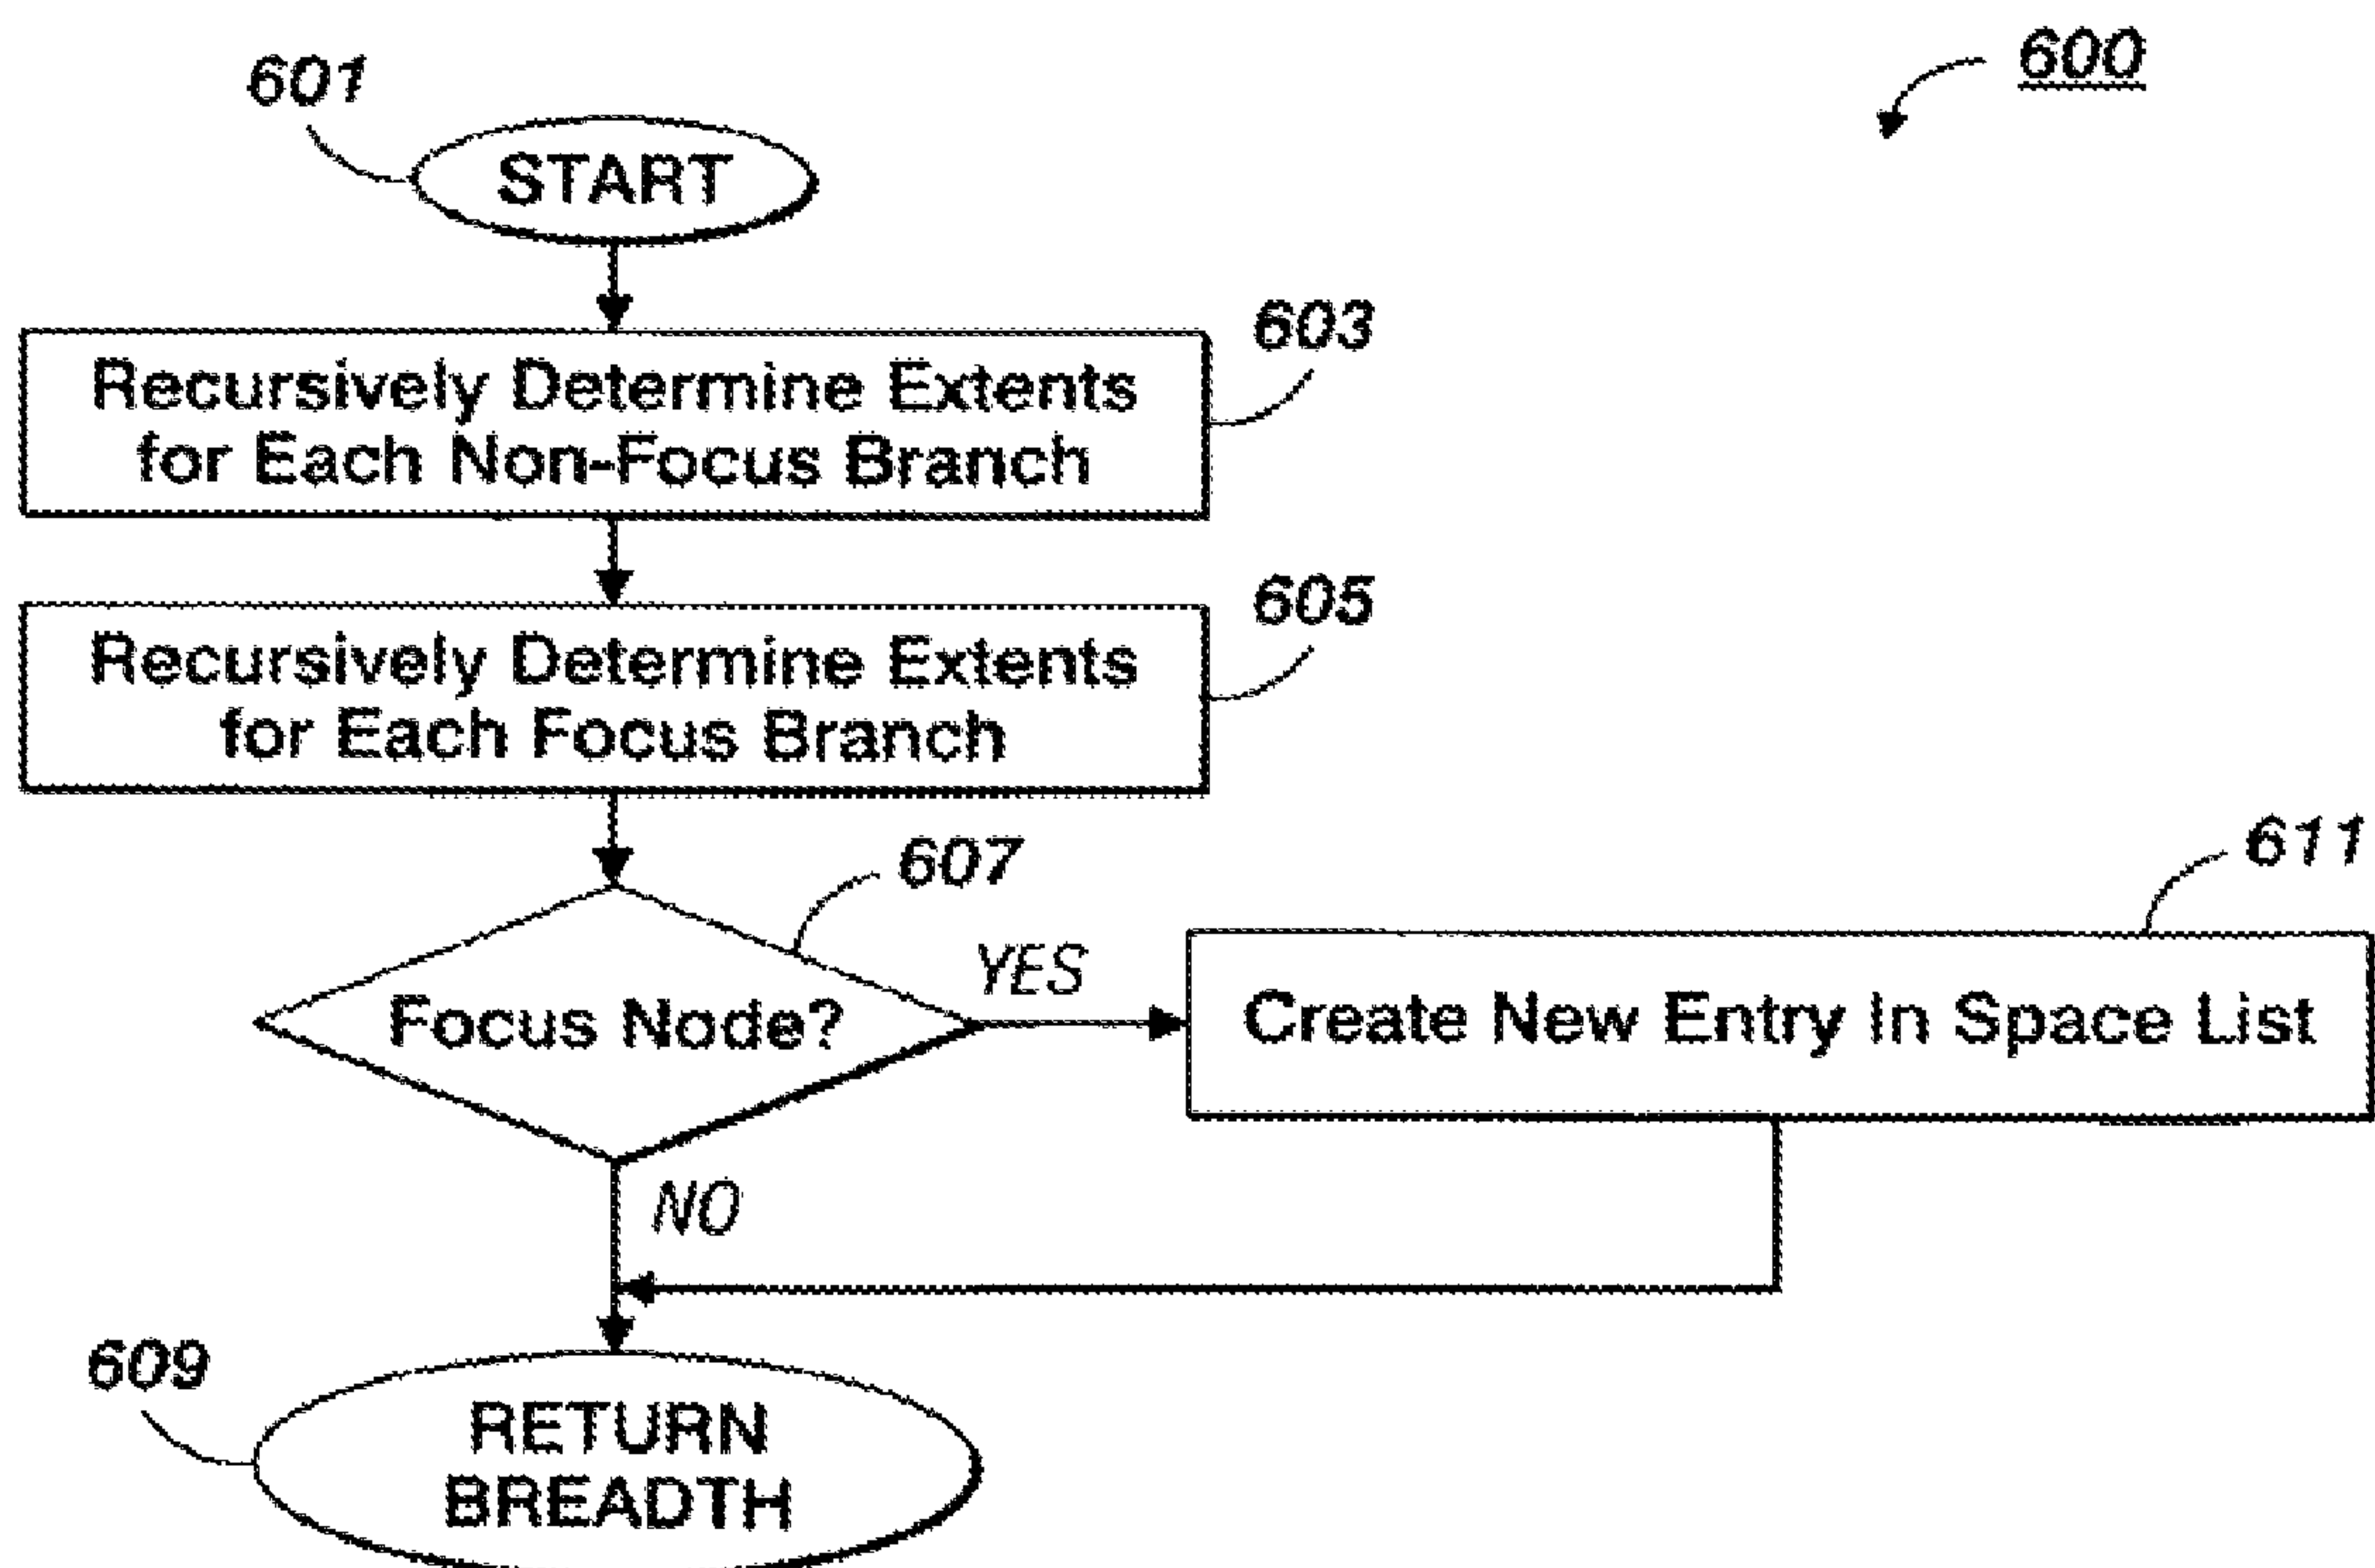 600
601
START
603
Recursively Determine Extents
for Each Non-Focus Branch
605
Recursively Determine Extents
for Each Focus Branch
607
Focus Node?
YES
611
Create New Entry In Space List
NO
609
RETURN
BREADTH